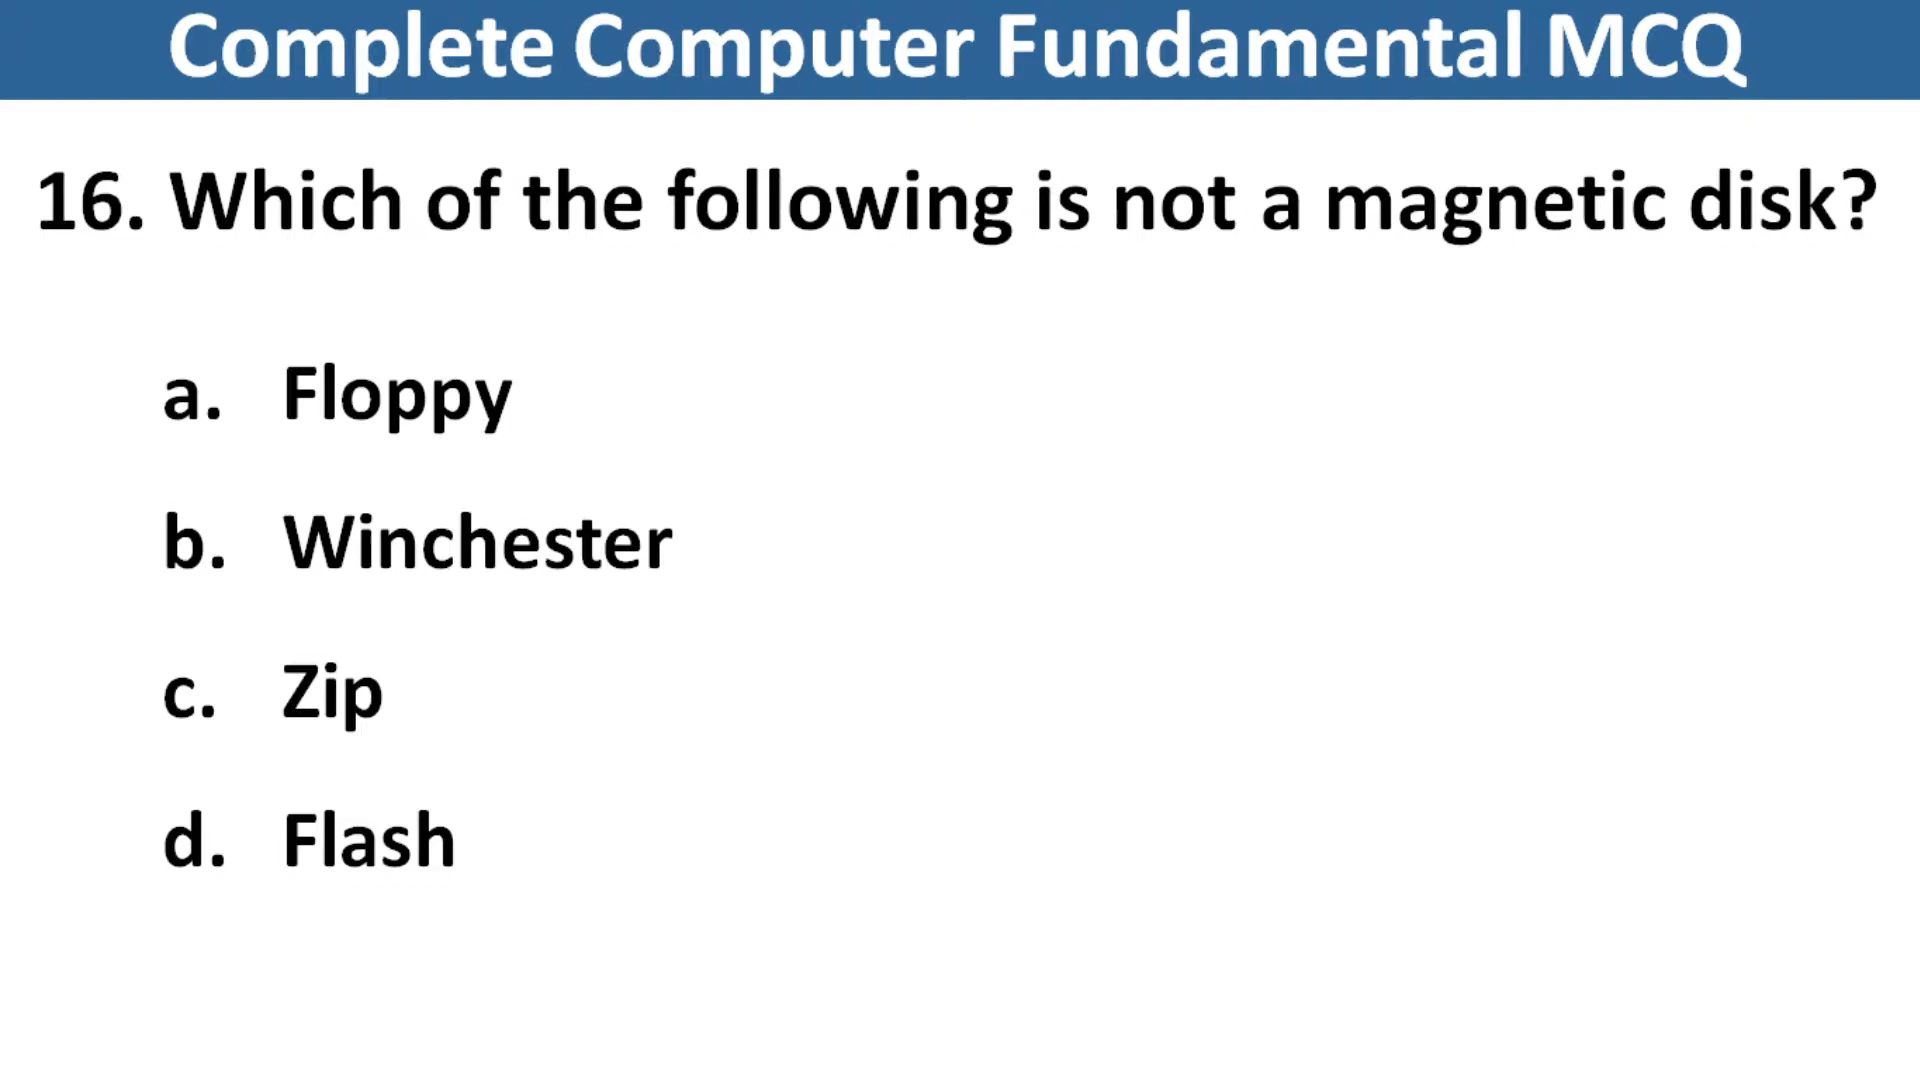 Complete Computer Fundamental MCQ
16. Which of the following is not a magnetic disk?
a. Floppy
b. Winchester
c. Zip
d. Flash